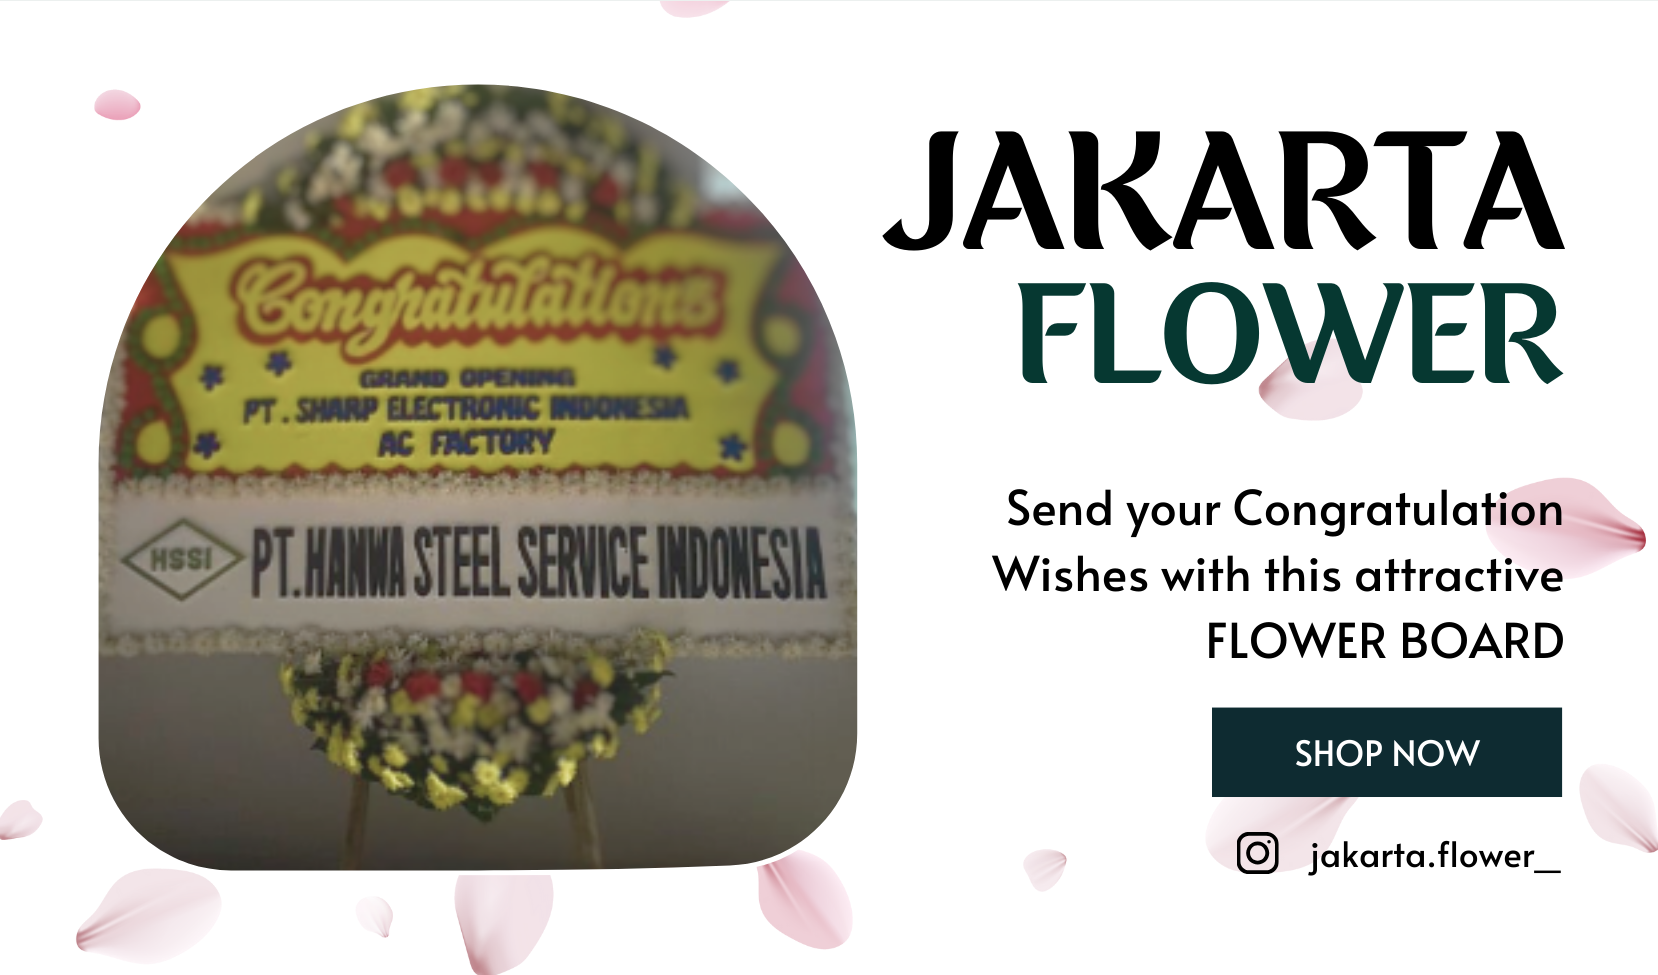 Congratulations
GRAND OPENING
PT. SHARP ELECTRONIC INDONESIA
AC FACTORY
HSSI
PT. HANWA STEEL SERVICE INDONESIA
JAKARTA
FLOWER
Send your Congratulation
Wishes with this attractive
FLOWER BOARD
SHOP NOW
jakarta.flower_